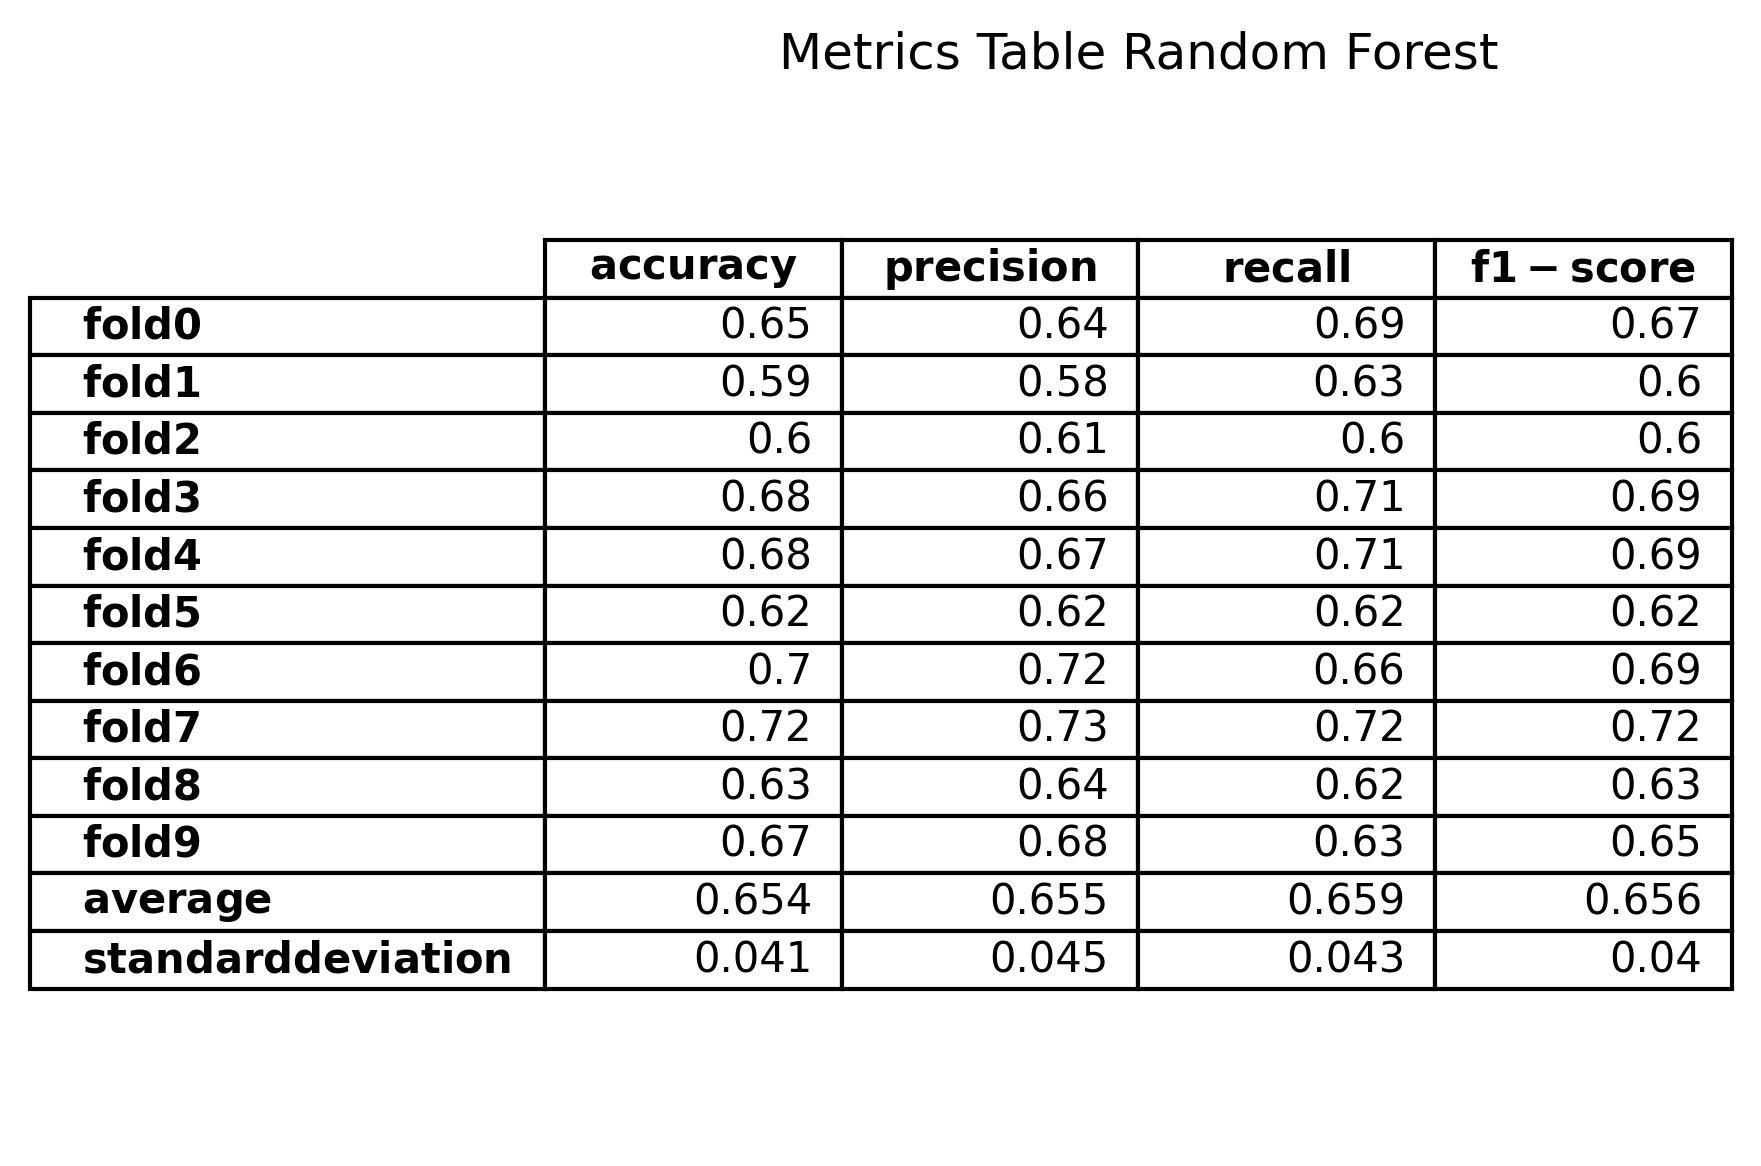 Metrics Table Random Forest
accuracy precision recall f1 − score
fold0 0.65 0.64 0.69 0.67
fold1 0.59 0.58 0.63 0.6
fold2 0.6 0.61 0.6 0.6
fold3 0.68 0.66 0.71 0.69
fold4 0.68 0.67 0.71 0.69
fold5 0.62 0.62 0.62 0.62
fold6 0.7 0.72 0.66 0.69
fold7 0.72 0.73 0.72 0.72
fold8 0.63 0.64 0.62 0.63
fold9 0.67 0.68 0.63 0.65
average 0.654 0.655 0.659 0.656
standarddeviation 0.041 0.045 0.043 0.04